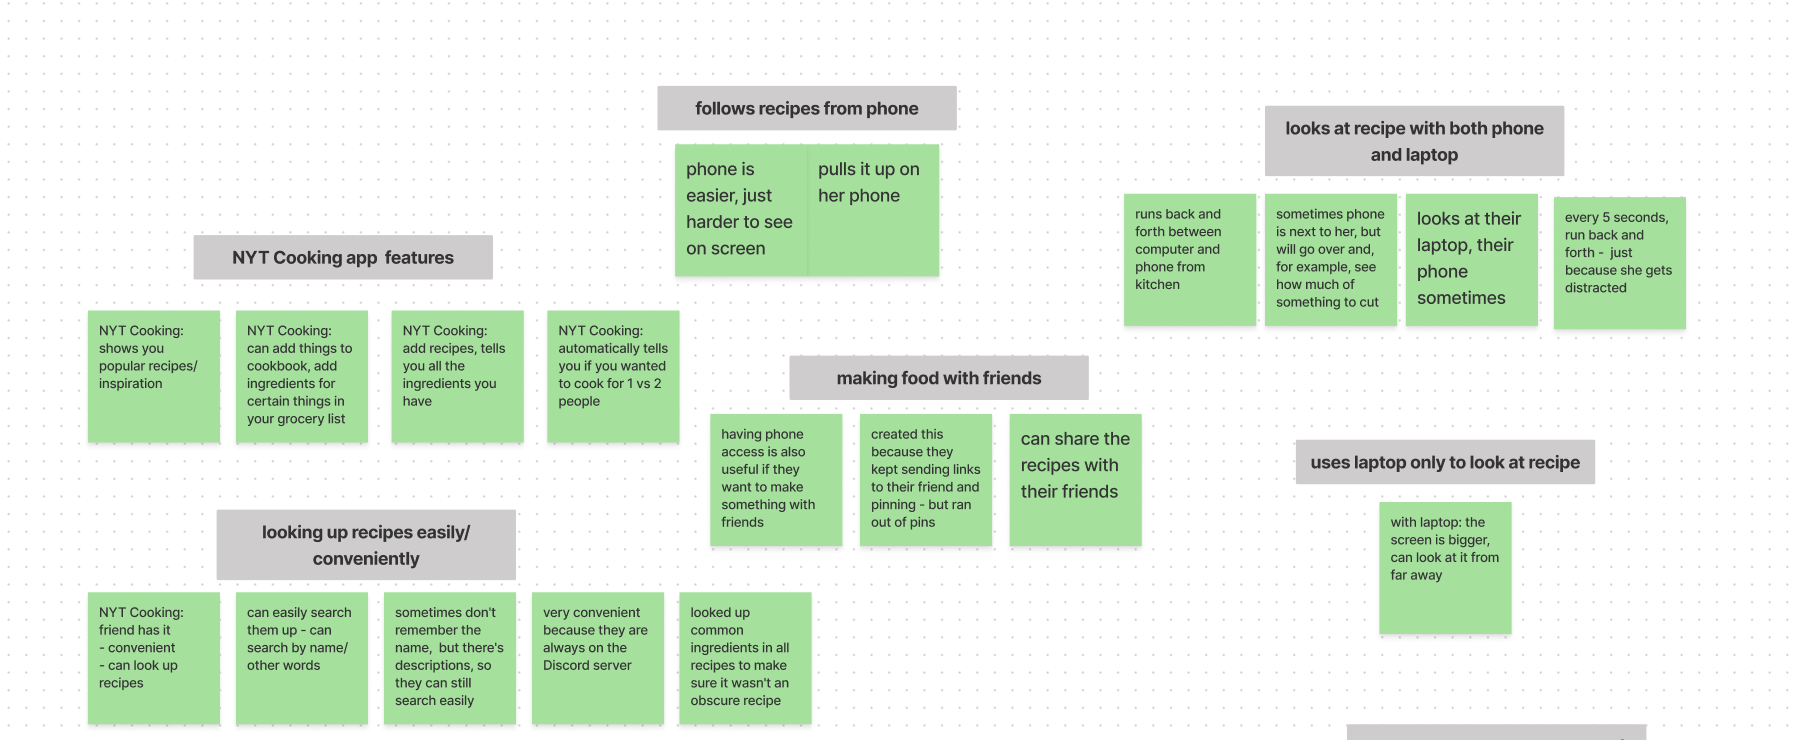 follows recipes from phone
phone is
easier, just
harder to see
on screen
pulls it up on
her phone
looks at recipe with both phone
and laptop
runs back and
forth between
computer and
phone from
kitchen
sometimes phone
is next to her, but
will go over and,
for example, see
how much of
something to cut
looks at their
laptop, their
phone
sometimes
every 5 seconds,
run back and
forth - just
because she gets
distracted
NYT Cooking app features
NYT Cooking:
shows you
popular recipes/
inspiration
NYT Cooking:
can add things to
cookbook, add
ingredients for
certain things in
your grocery list
NYT Cooking:
add recipes, tells
you all the
ingredients you
have
NYT Cooking:
automatically tells
you if you wanted
to cook for 1 vs 2
people
making food with friends
having phone
access is also
useful if they
want to make
something with
friends
created this
because they
kept sending links
to their friend and
pinning - but ran
out of pins
can share the
recipes with
their friends
uses laptop only to look at recipe
with laptop: the
screen is bigger,
can look at it from
far away
looking up recipes easily/
conveniently
NYT Cooking:
friend has it
- convenient
- can look up
recipes
can easily search
them up - can
search by name/
other words
sometimes don't
remember the
name, but there's
descriptions, so
they can still
search easily
very convenient
because they are
always on the
Discord server
looked up
common
ingredients in all
recipes to make
sure it wasn't an
obscure recipe